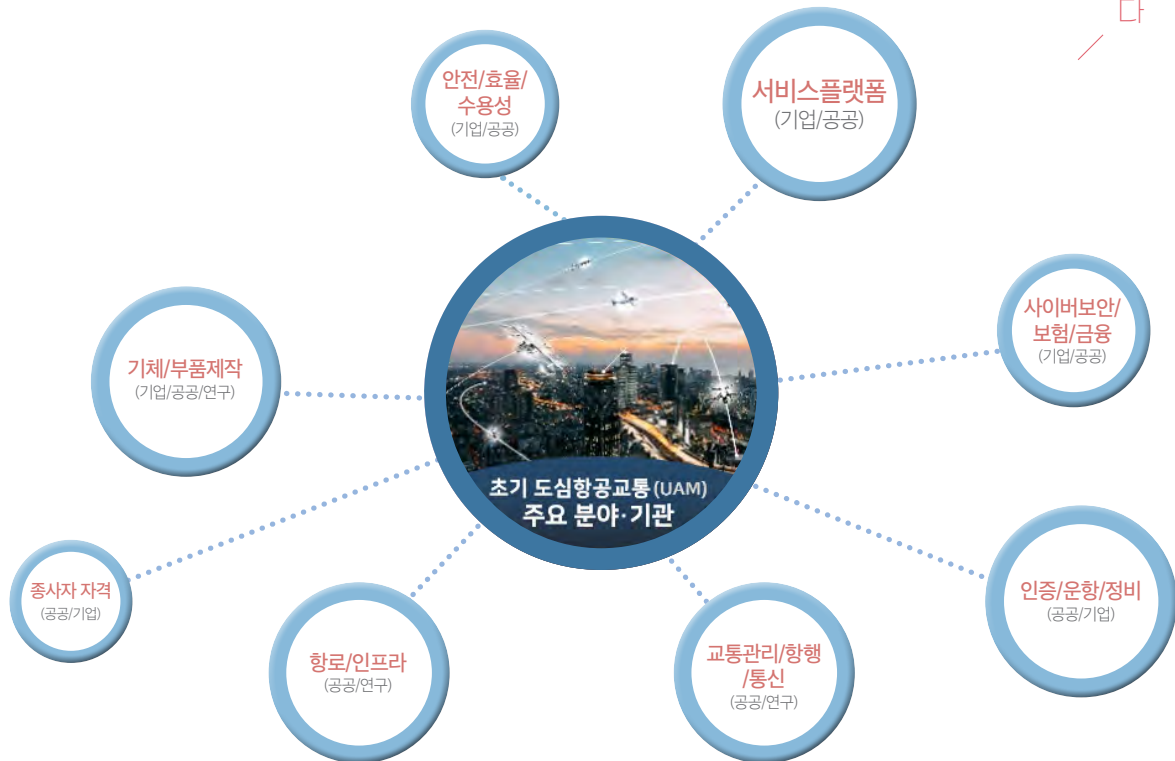 다
안전/효율/
수용성
(기업/공공)
서비스플랫폼
(기업/공공)
사이버보안/
보험/금융
(기업/공공)
기체/부품제작
(기업/공공/연구)
초기 도심항공교통(UAM)
주요 분야·기관
종사자 자격
(공공/기업)
항로/인프라
(공공/연구)
교통관리/항행
/통신
(공공/연구)
인증/운항/정비
(공공/기업)